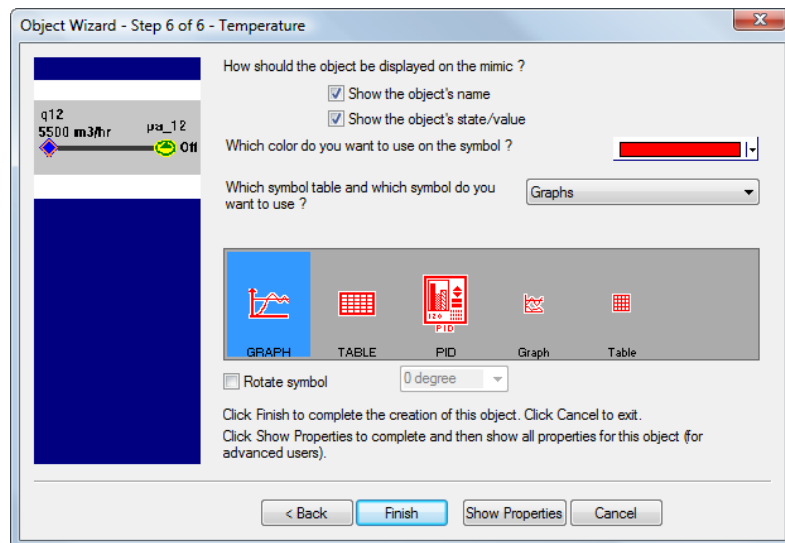 Object Wizard - Step 6 of 6 - Temperature
How should the object be displayed on the mimic ?
Show the object's name
Show the object's state/value
q12
5500 m3/hr
pa_12
Off
Which color do you want to use on the symbol ?
Which symbol table and which symbol do you
want to use ?
Graphs
120
PID
GRAPH
TABLE
PID
Graph
Table
Rotate symbol
0 degree
Click Finish to complete the creation of this object. Click Cancel to exit.
Click Show Properties to complete and then show all properties for this object (for
advanced users).
< Back
Finish
Show Properties
Cancel